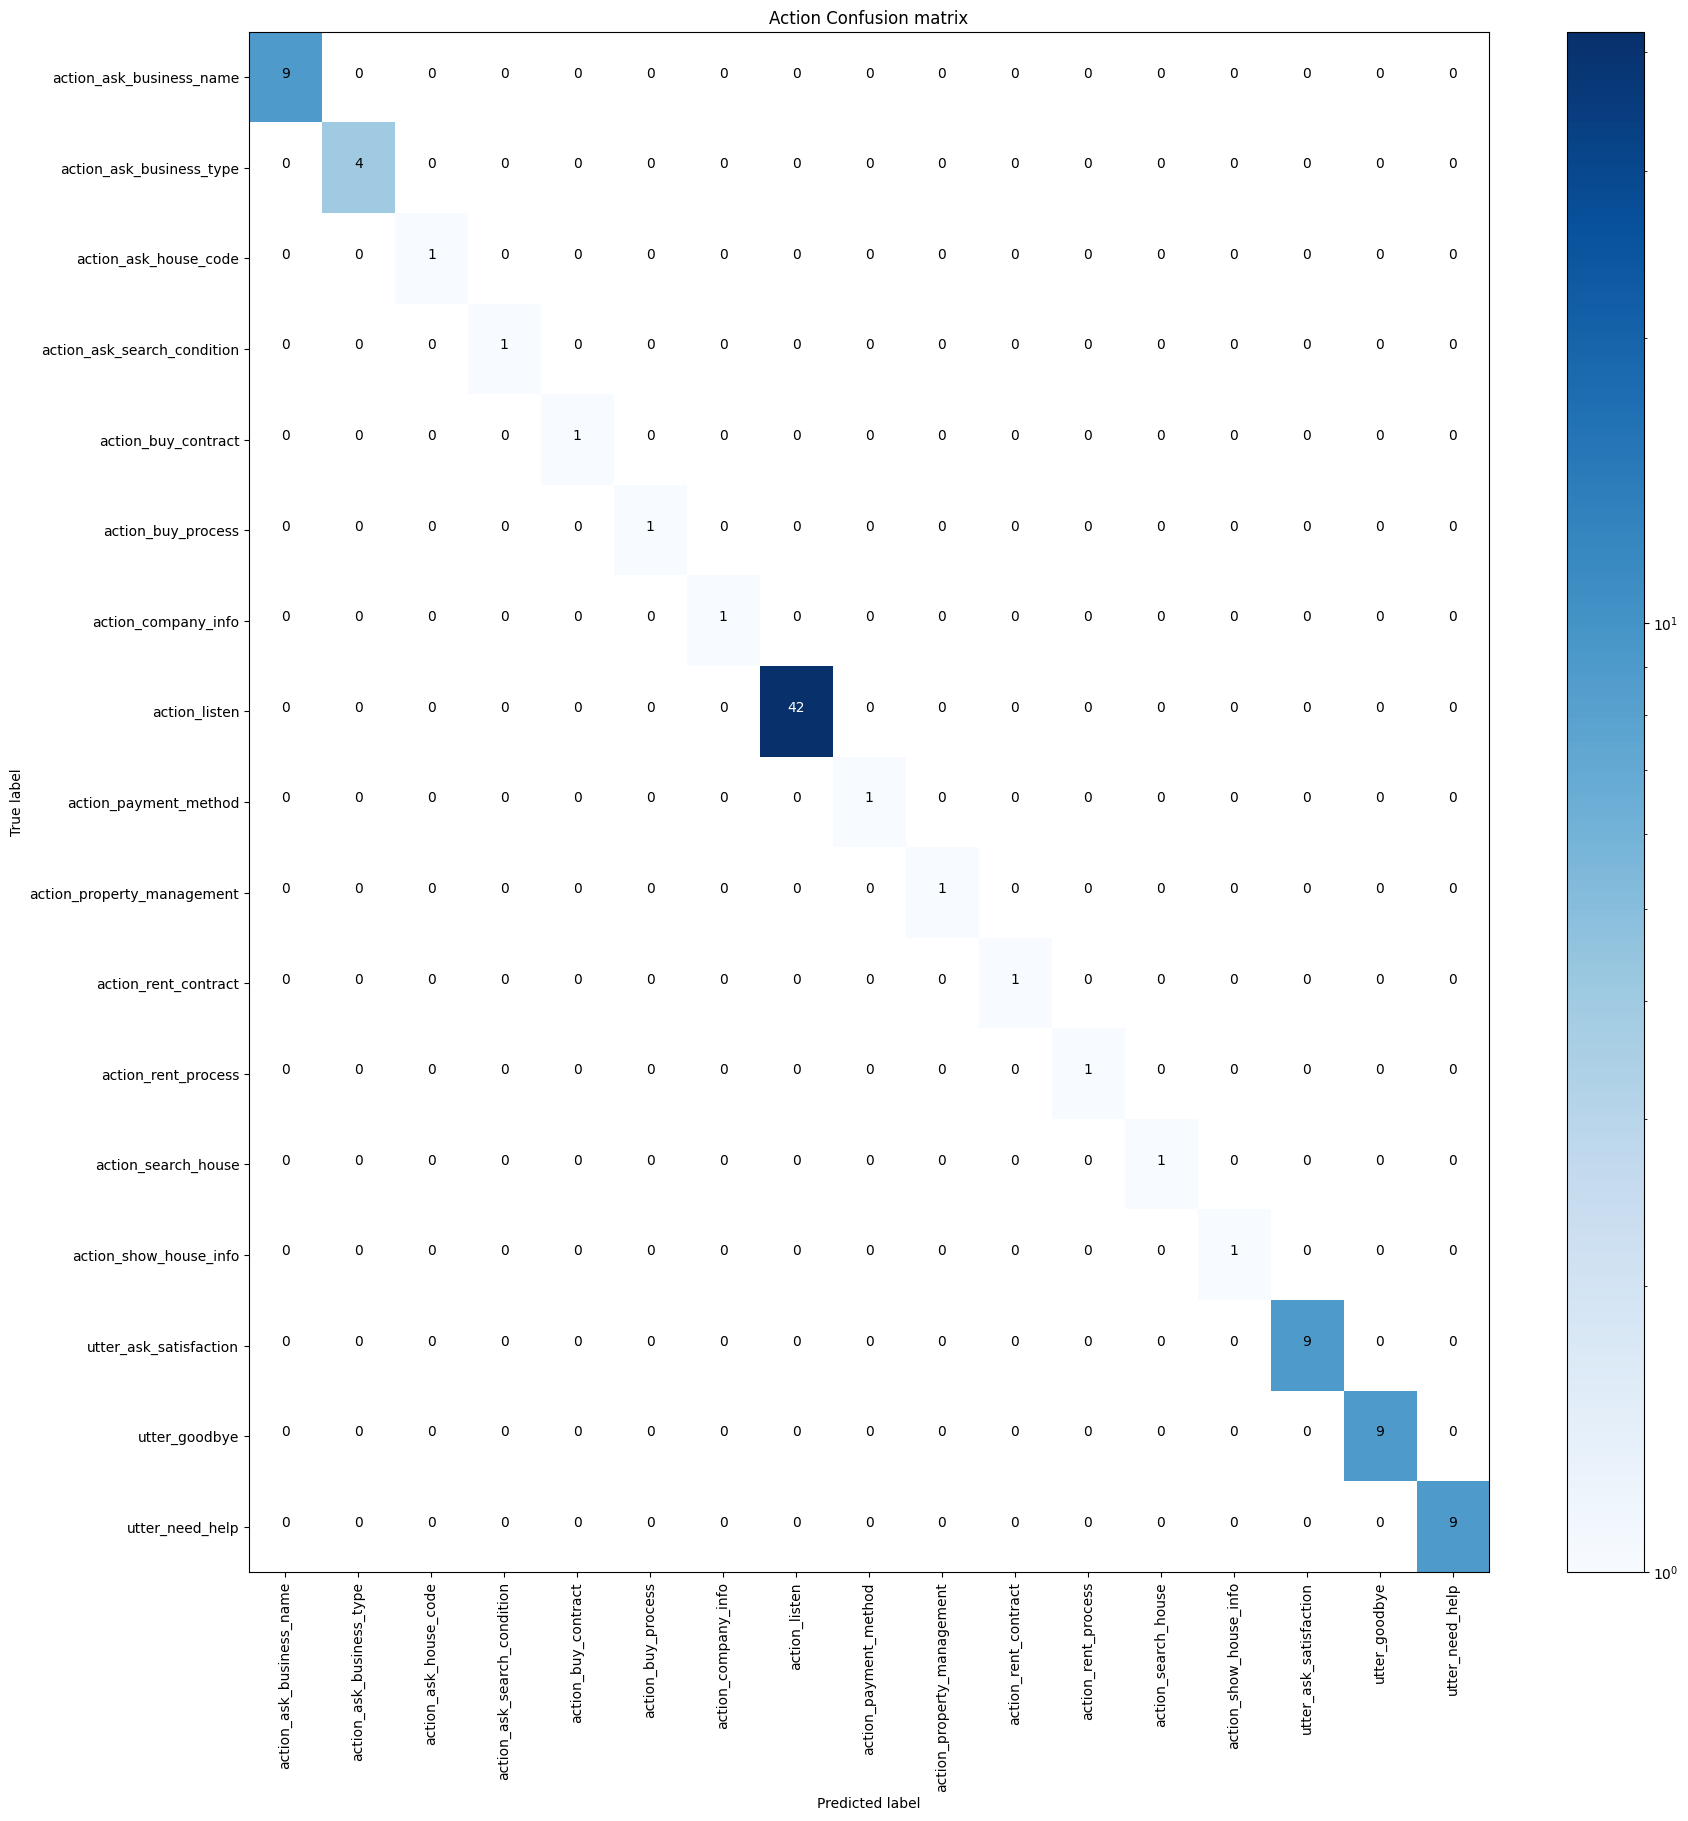 Action Confusion matrix
action_ask_business_name 9 0 0 0 0 0 0 0 0 0 0 0 0 0 0 0 0
action_ask_business_type 0 4 0 0 0 0 0 0 0 0 0 0 0 0 0 0 0
action_ask_house_code 0 0 1 0 0 0 0 0 0 0 0 0 0 0 0 0 0
action_ask_search_condition 0 0 0 1 0 0 0 0 0 0 0 0 0 0 0 0 0
action_buy_contract 0 0 0 0 1 0 0 0 0 0 0 0 0 0 0 0 0
action_buy_process 0 0 0 0 0 1 0 0 0 0 0 0 0 0 0 0 0
action_company_info 0 0 0 0 0 0 1 0 0 0 0 0 0 0 0 0 0
action_listen 0 0 0 0 0 0 0 42 0 0 0 0 0 0 0 0 0
action_payment_method 0 0 0 0 0 0 0 0 1 0 0 0 0 0 0 0 0
action_property_management 0 0 0 0 0 0 0 0 0 1 0 0 0 0 0 0 0
action_rent_contract 0 0 0 0 0 0 0 0 0 0 1 0 0 0 0 0 0
action_rent_process 0 0 0 0 0 0 0 0 0 0 0 1 0 0 0 0 0
action_search_house 0 0 0 0 0 0 0 0 0 0 0 0 1 0 0 0 0
action_show_house_info 0 0 0 0 0 0 0 0 0 0 0 0 0 1 0 0 0
utter_ask_satisfaction 0 0 0 0 0 0 0 0 0 0 0 0 0 0 9 0 0
utter_goodbye 0 0 0 0 0 0 0 0 0 0 0 0 0 0 0 9 0
utter_need_help 0 0 0 0 0 0 0 0 0 0 0 0 0 0 0 0 9
True label
action_ask_business_name
action_ask_business_type
action_ask_house_code
action_ask_search_condition
action_buy_contract
action_buy_process
action_company_info
action_listen
action_payment_method
action_property_management
action_rent_contract
action_rent_process
action_search_house
action_show_house_info
utter_ask_satisfaction
utter_goodbye
utter_need_help
Predicted label
10¹
10⁰